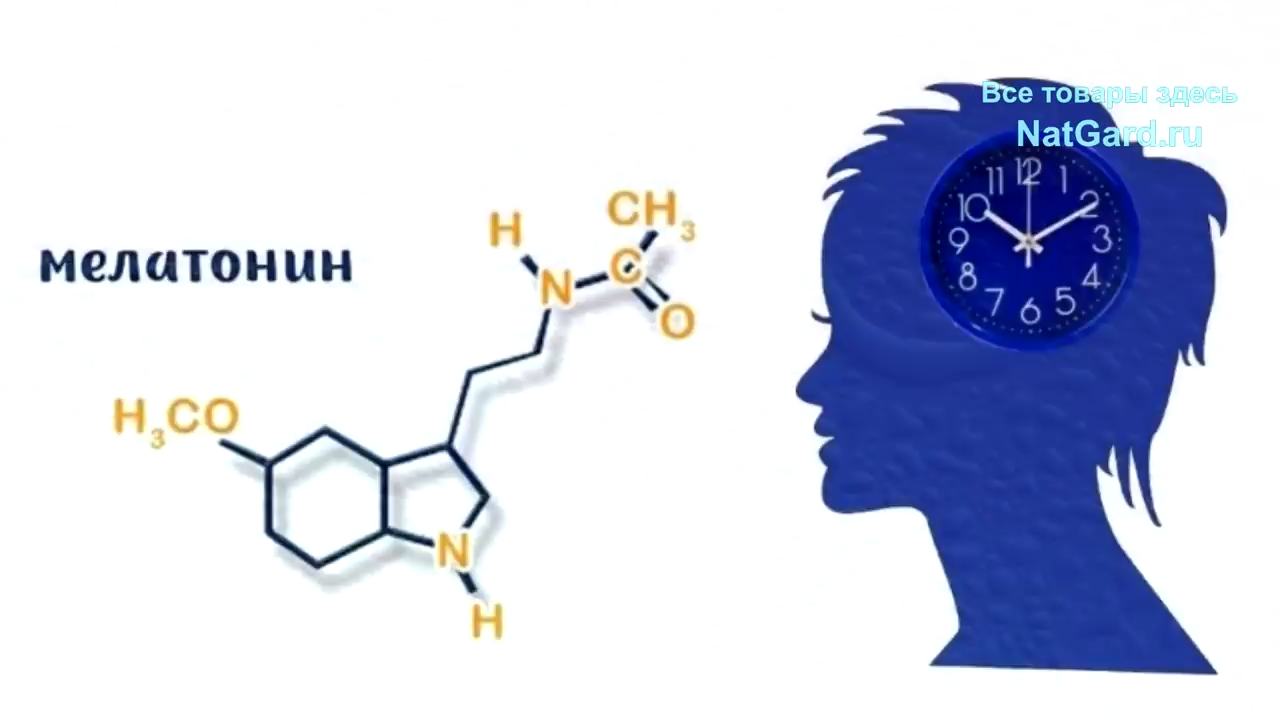 Все товары здесь
NatGard.ru
мелатонин
CH₃
H
N
C
O
H₃CO
N
H
12
1
2
3
4
5
6
7
8
9
10
11